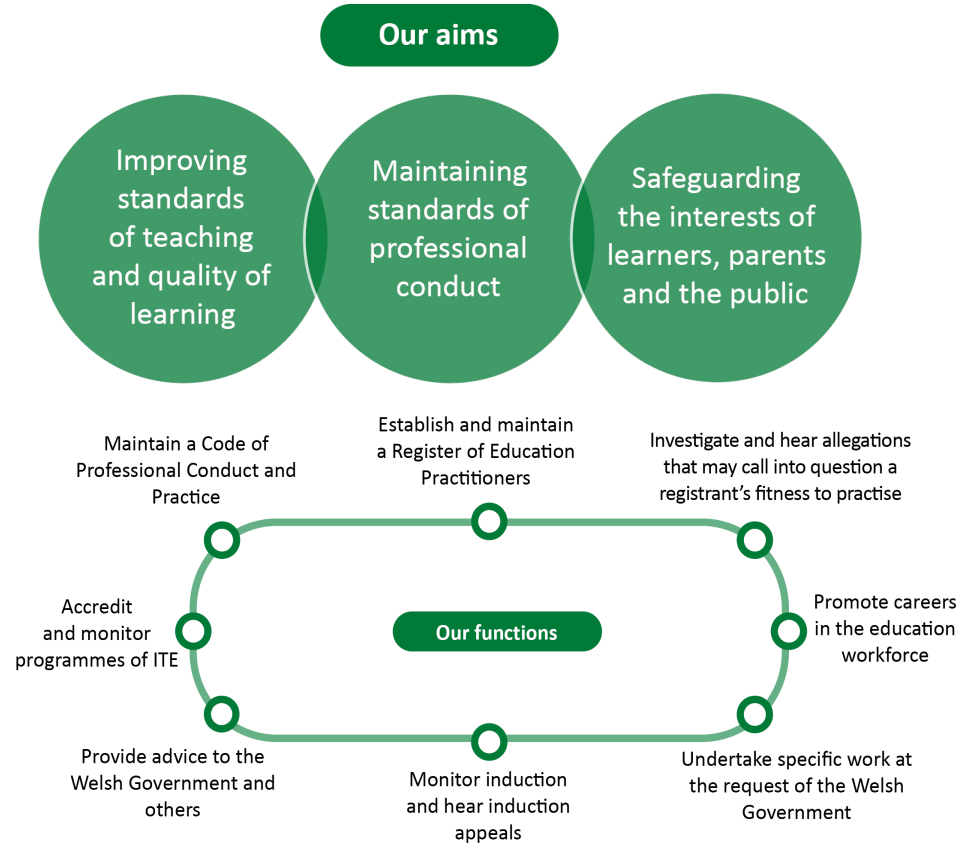 Our aims
Improving
standards
of teaching
and quality of
learning
Maintaining
standards of
professional
conduct
Safeguarding
the interests of
learners, parents
and the public
Maintain a Code of
Professional Conduct and
Practice
Establish and maintain
a Register of Education
Practitioners
Investigate and hear allegations
that may call into question a
registrant’s fitness to practise
Accredit
and monitor
programmes of ITE
Our functions
Promote careers
in the education
workforce
Provide advice to the
Welsh Government and
others
Monitor induction
and hear induction
appeals
Undertake specific work at
the request of the Welsh
Government